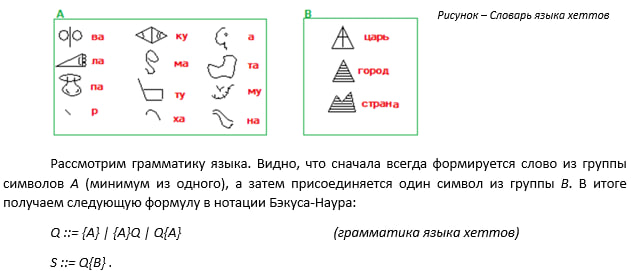 А
В
Рисунок – Словарь языка хеттов
ва
ку
а
царь
ла
ма
та
город
па
ту
му
страна
р
ха
на
Рассмотрим грамматику языка. Видно, что сначала всегда формируется слово из группы
символов А (минимум из одного), а затем присоединяется один символ из группы В. В итоге
получаем следующую формулу в нотации Бэкуса-Наура:
Q ::= {A} | {A}Q | Q{A} (грамматика языка хеттов)
S ::= Q{B} .